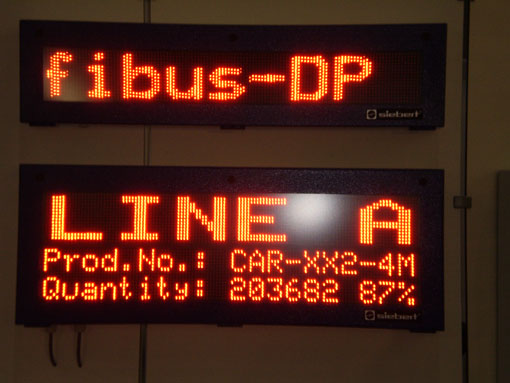 fibus-DP
siebert
LINE A
Prod.No.: CAR-XX2-4M
Quantity: 203682 87%
siebert